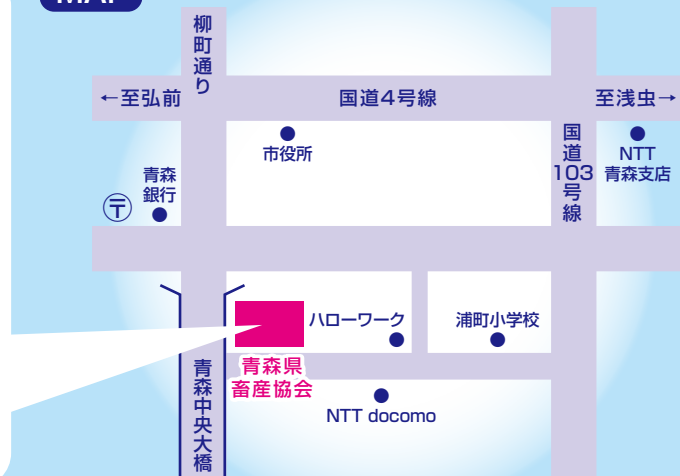 MAP
柳町通り
←至弘前
国道4号線
至浅虫→
市役所
国道103号線
NTT
青森支店
青森
銀行
〒
ハローワーク
浦町小学校
青森県
畜産協会
青森中央大橋
NTT docomo